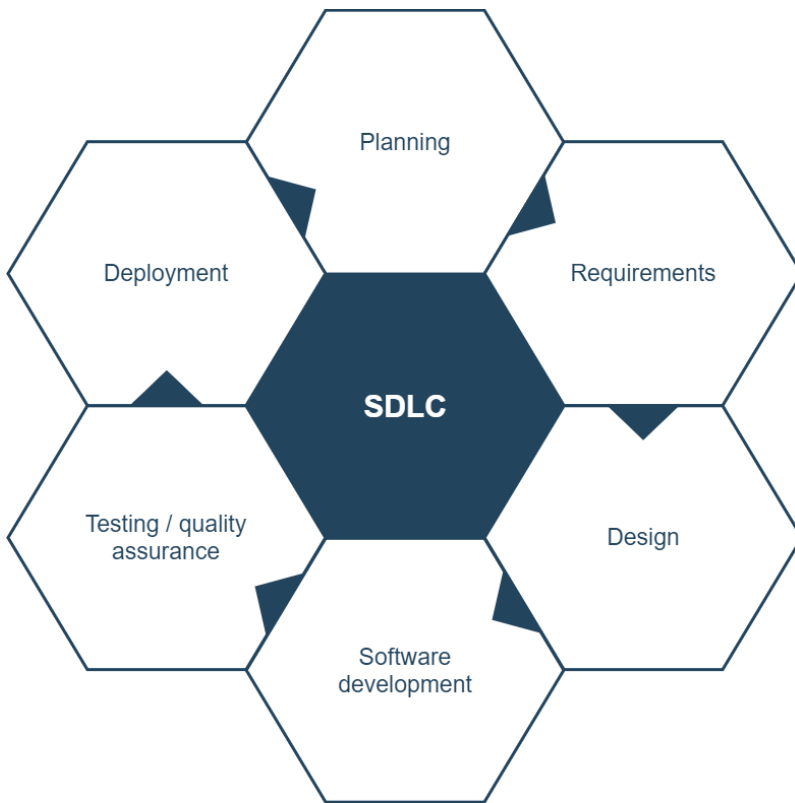 Planning
Requirements
Deployment
SDLC
Design
Testing / quality
assurance
Software
development